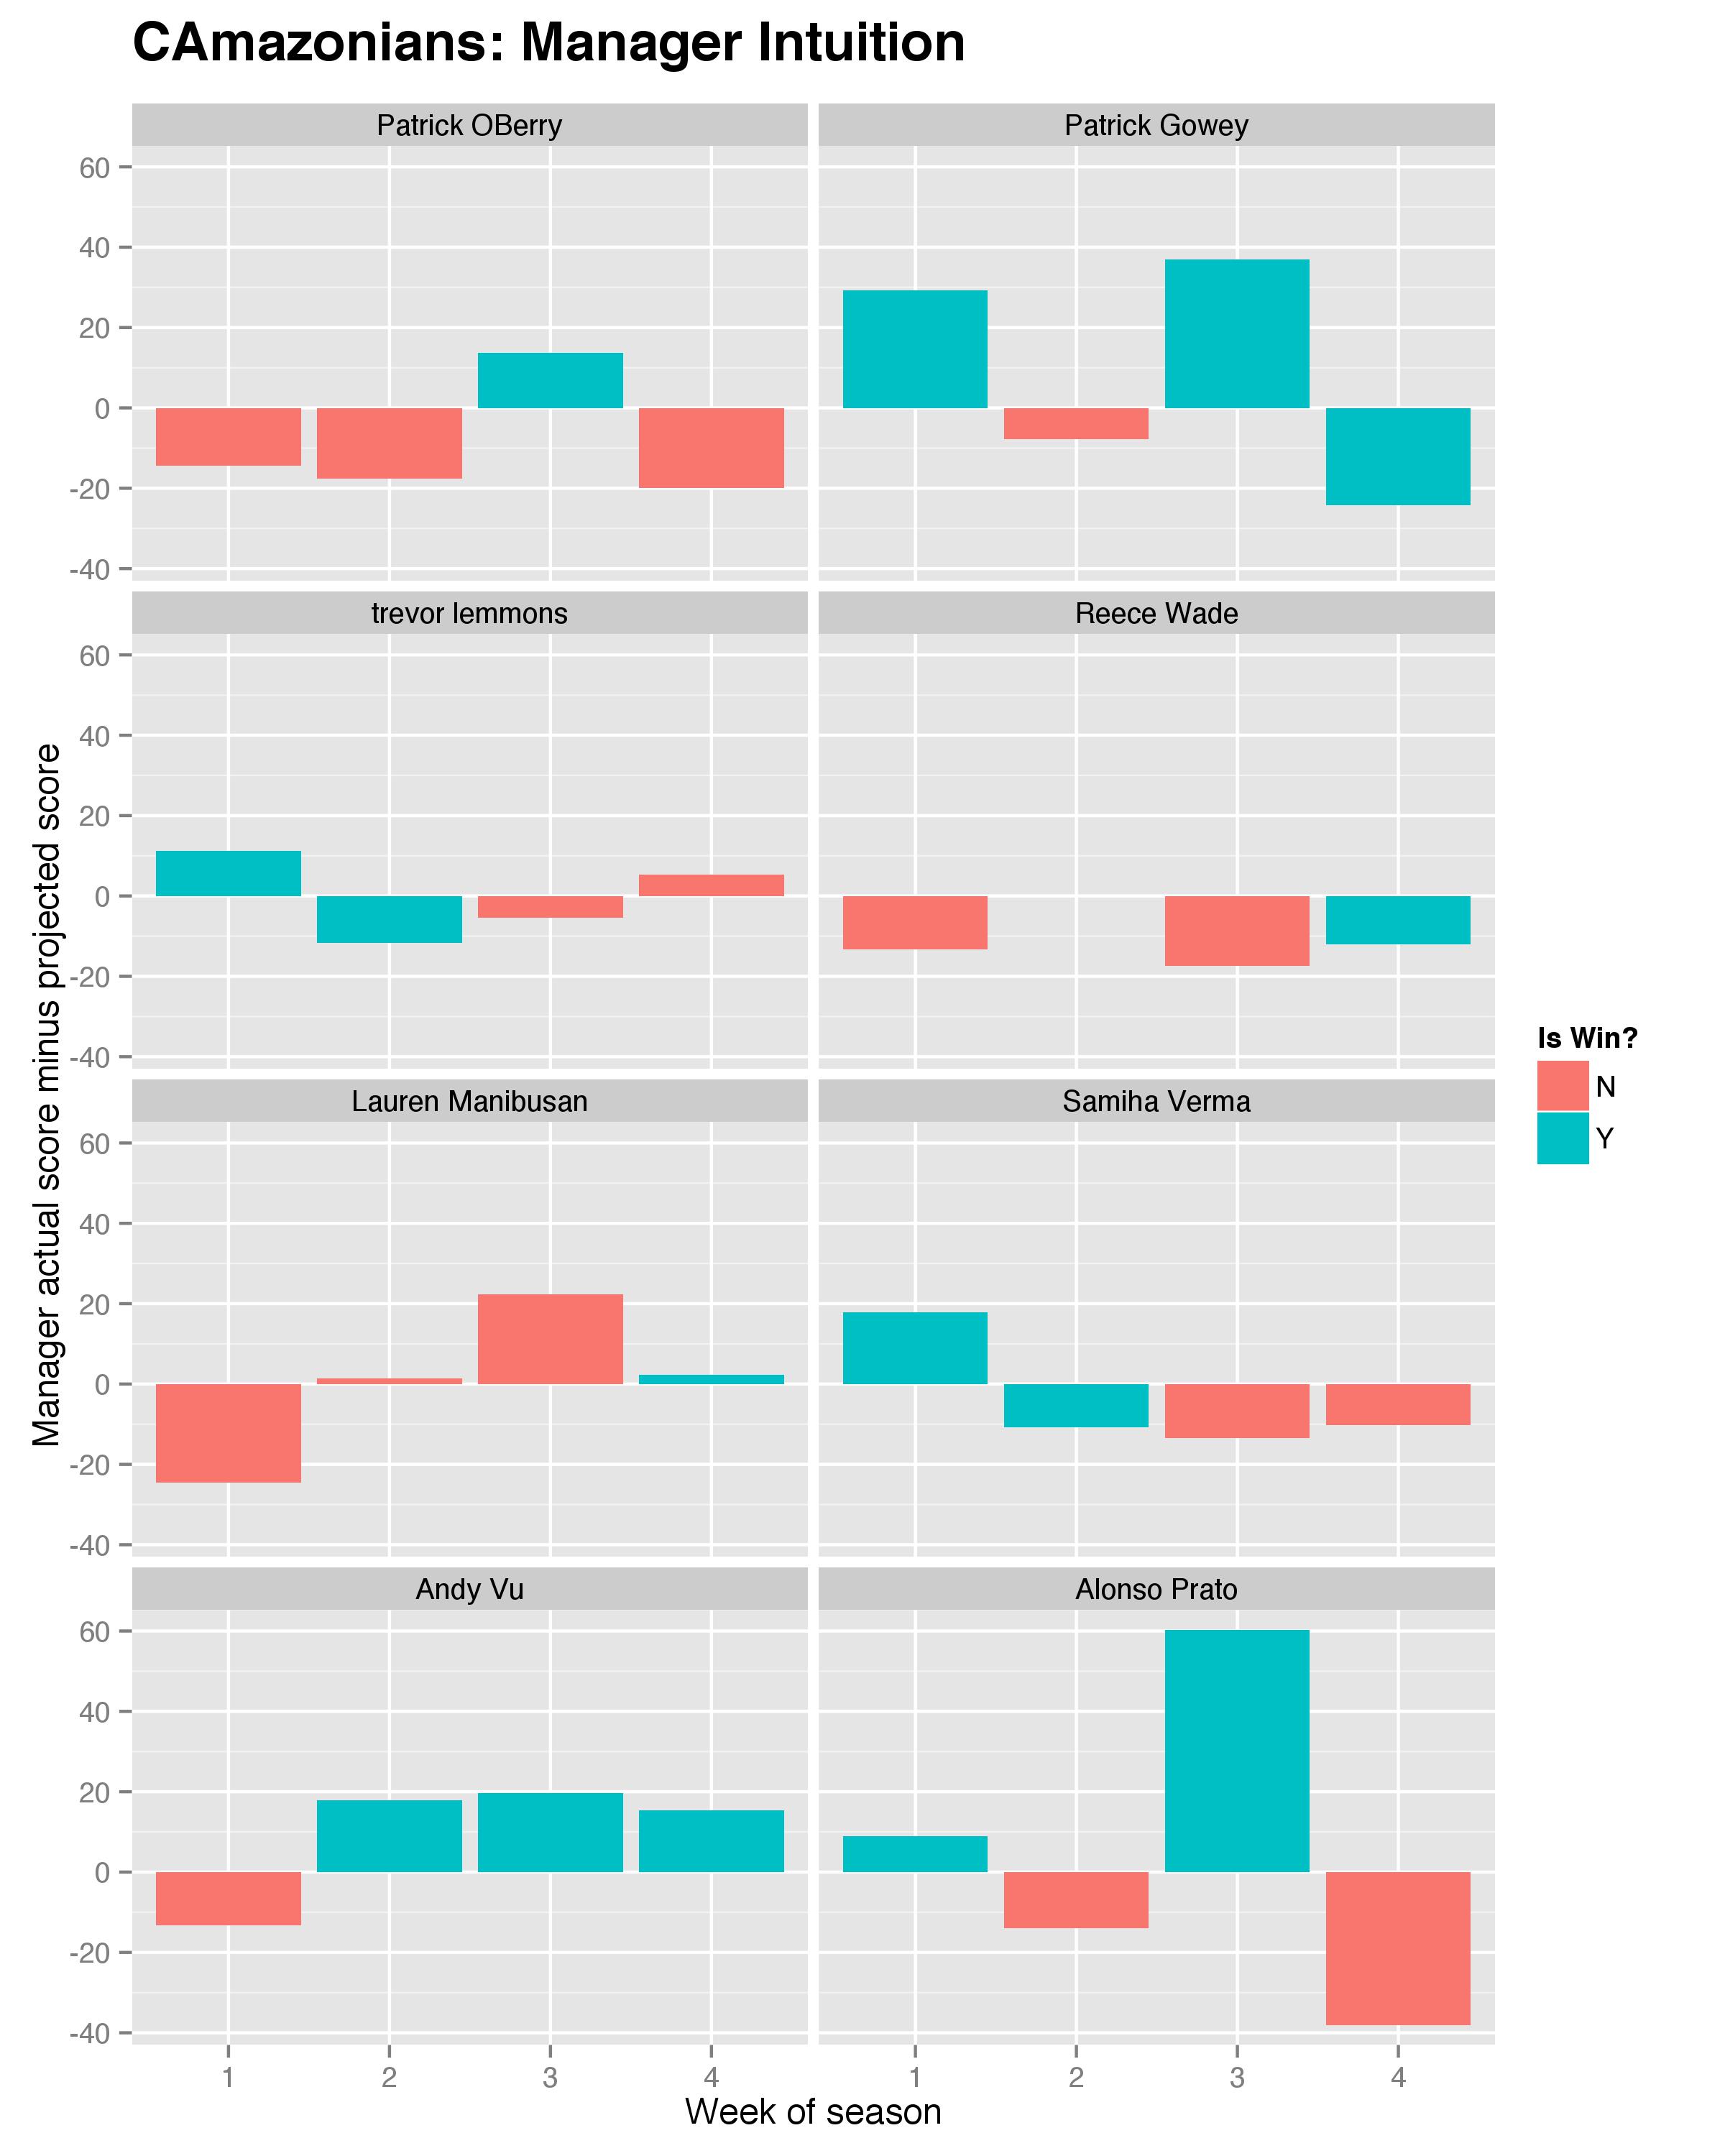 CAmazonians: Manager Intuition
Patrick OBerry
Patrick Gowey
60
40
20
0
-20
-40
trevor lemmons
Reece Wade
60
40
20
0
-20
-40
Lauren Manibusan
Samiha Verma
60
40
20
0
-20
-40
Andy Vu
Alonso Prato
60
40
20
0
-20
-40
1 2 3 4
1 2 3 4
Week of season
Manager actual score minus projected score
Is Win?
N
Y